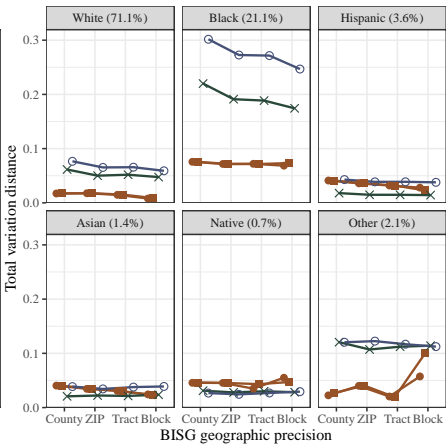 White (71.1%) Black (21.1%) Hispanic (3.6%)
0.3
0.2
0.1
0.0
Asian (1.4%) Native (0.7%) Other (2.1%)
0.3
0.2
0.1
0.0
County ZIP Tract Block County ZIP Tract Block County ZIP Tract Block
BISG geographic precision
Total variation distance